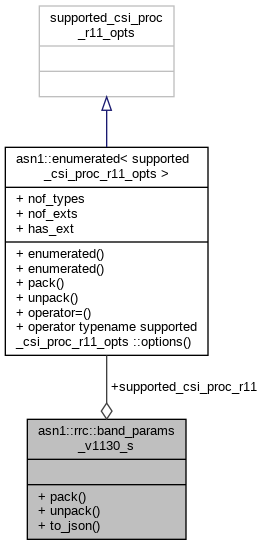 supported_csi_proc
_r11_opts
asn1::enumerated< supported
_csi_proc_r11_opts >
+ nof_types
+ nof_exts
+ has_ext
+ enumerated()
+ enumerated()
+ pack()
+ unpack()
+ operator=()
+ operator typename supported
_csi_proc_r11_opts ::options()
+supported_csi_proc_r11
asn1::rrc::band_params
_v1130_s
+ pack()
+ unpack()
+ to_json()